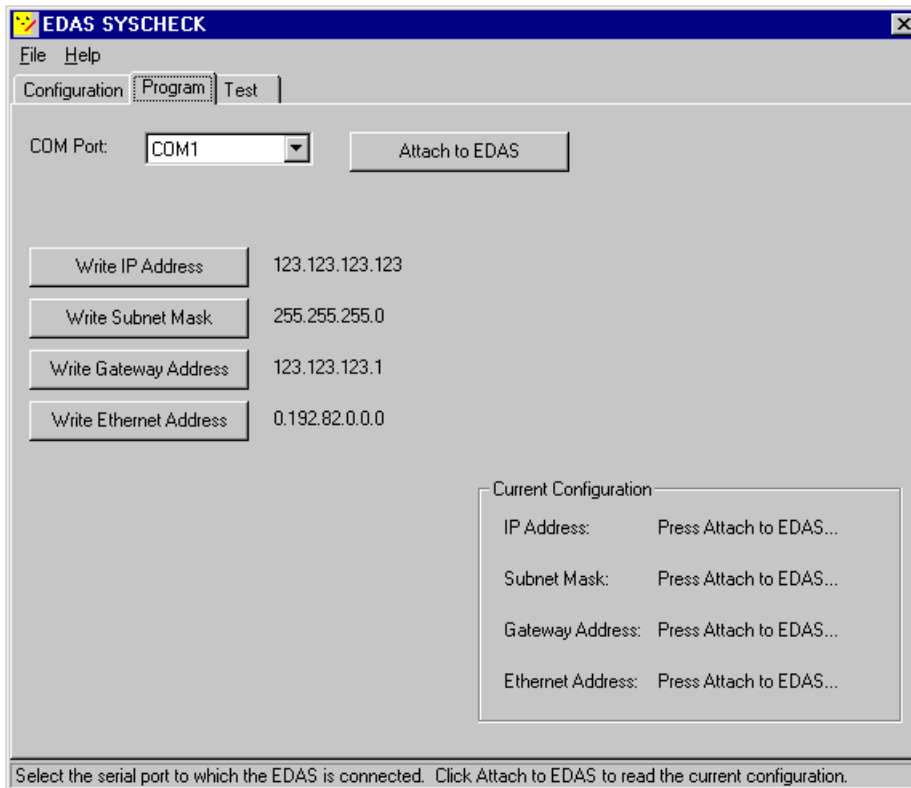 EDAS SYSCHECK
File Help
Configuration Program Test
COM Port: COM1 Attach to EDAS
Write IP Address 123.123.123.123
Write Subnet Mask 255.255.255.0
Write Gateway Address 123.123.123.1
Write Ethernet Address 0.192.82.0.0.0
Current Configuration
IP Address: Press Attach to EDAS...
Subnet Mask: Press Attach to EDAS...
Gateway Address: Press Attach to EDAS...
Ethernet Address: Press Attach to EDAS...
Select the serial port to which the EDAS is connected. Click Attach to EDAS to read the current configuration.